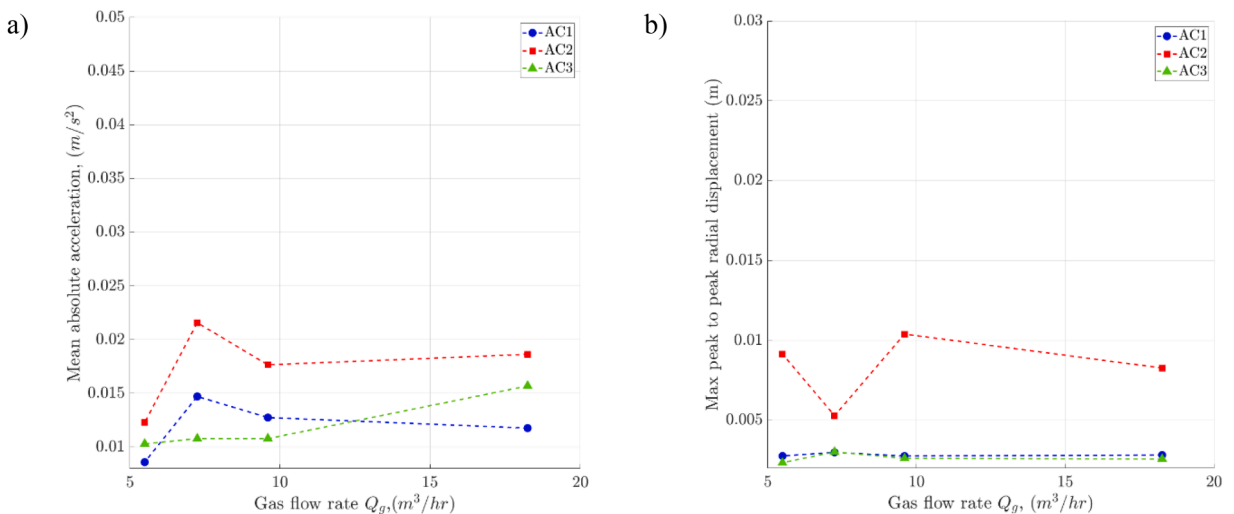 a)
0.05
0.045
0.04
0.035
0.03
0.025
0.02
0.015
0.01
5
10
15
20
Mean absolute acceleration, (m/s²)
Gas flow rate Q_g,(m³/hr)
AC1
AC2
AC3
b)
0.03
0.025
0.02
0.015
0.01
0.005
5
10
15
20
Max peak to peak radial displacement (m)
Gas flow rate Q_g, (m³/hr)
AC1
AC2
AC3